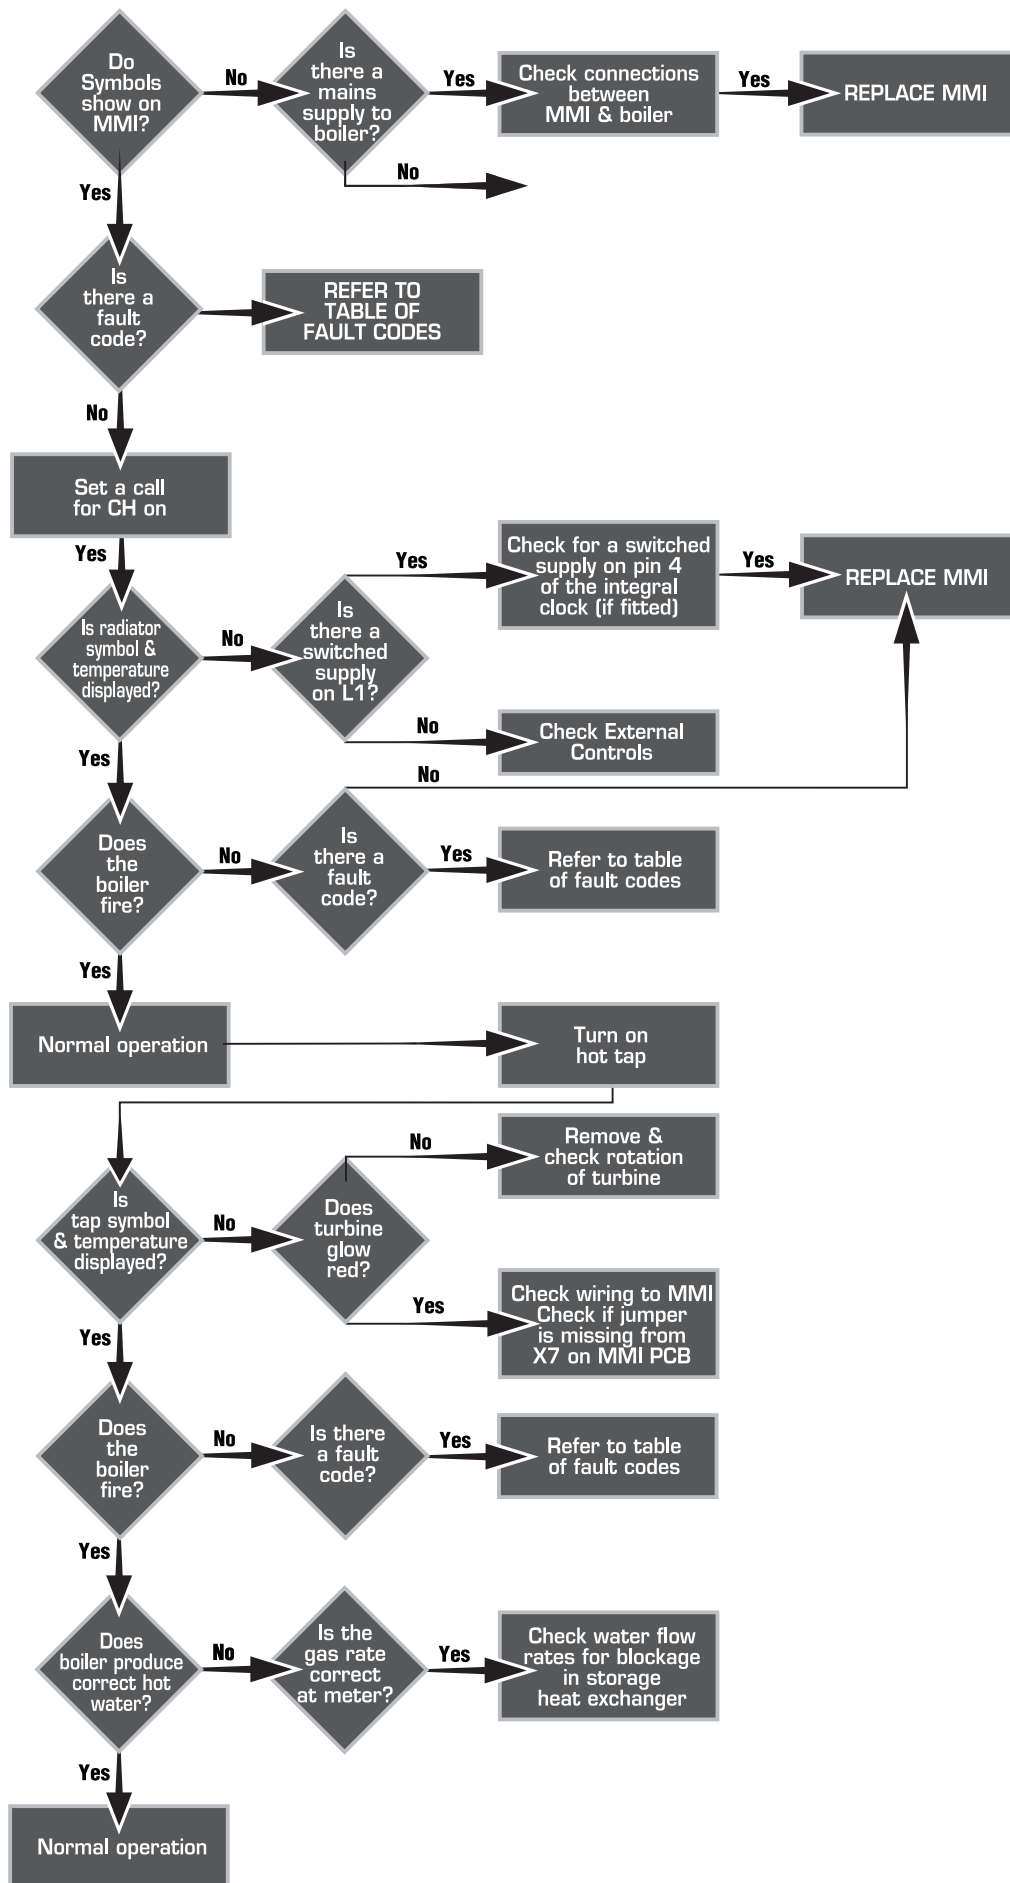 Do
Symbols
show on
MMI?
No
Is
there a
mains
supply to
boiler?
Yes
Check connections
between
MMI & boiler
Yes
REPLACE MMI
No
Yes
Is
there a
fault
code?
REFER TO
TABLE OF
FAULT CODES
No
Set a call
for CH on
Yes
Is radiator
symbol &
temperature
displayed?
No
Is
there a
switched
supply
on L1?
Yes
Check for a switched
supply on pin 4
of the integral
clock (if fitted)
Yes
REPLACE MMI
No
Check External
Controls
Yes
Does
the
boiler
fire?
No
Is
there a
fault
code?
No
Yes
Refer to table
of fault codes
Yes
Normal operation
Turn on
hot tap
Is
tap symbol
& temperature
displayed?
No
Does
turbine
glow
red?
No
Remove &
check rotation
of turbine
Yes
Check wiring to MMI
Check if jumper
is missing from
X7 on MMI PCB
Yes
Does
the
boiler
fire?
No
Is there
a fault
code?
Yes
Refer to table
of fault codes
Yes
Does
boiler produce
correct hot
water?
No
Is the
gas rate
correct
at meter?
Yes
Check water flow
rates for blockage
in storage
heat exchanger
Yes
Normal operation